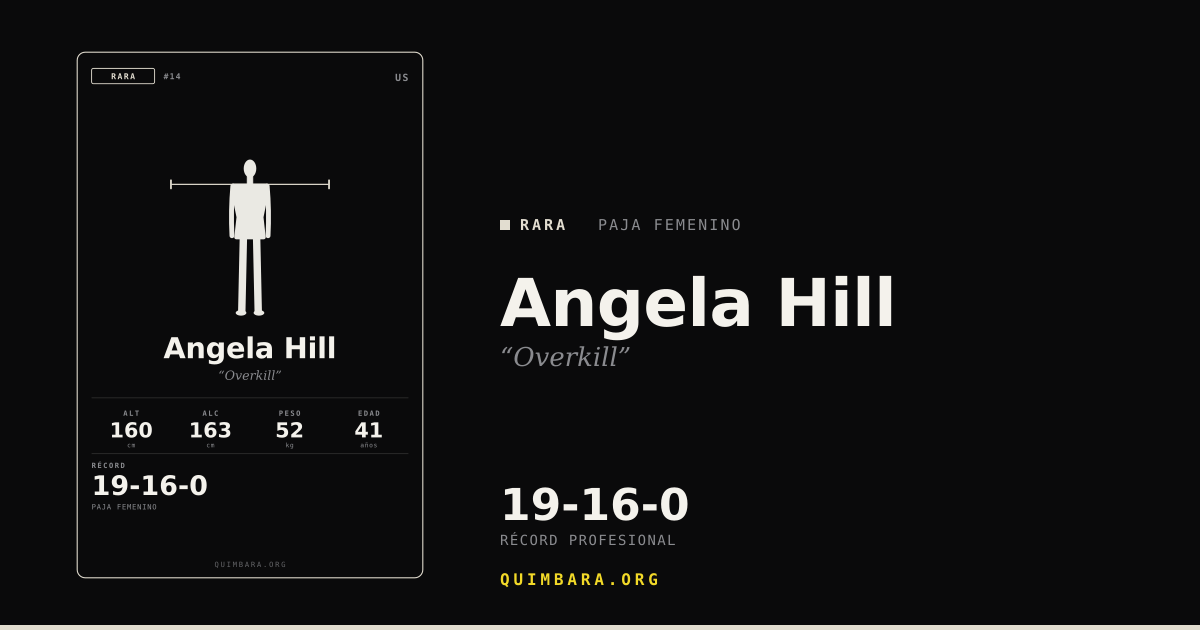 RARA #14 US
Angela Hill
“Overkill”
ALT ALC PESO EDAD
160 163 52 41
cm cm kg años
RÉCORD
19-16-0
PAJA FEMENINO
QUIMBARA.ORG
RARA PAJA FEMENINO
Angela Hill
“Overkill”
19-16-0
RÉCORD PROFESIONAL
QUIMBARA.ORG